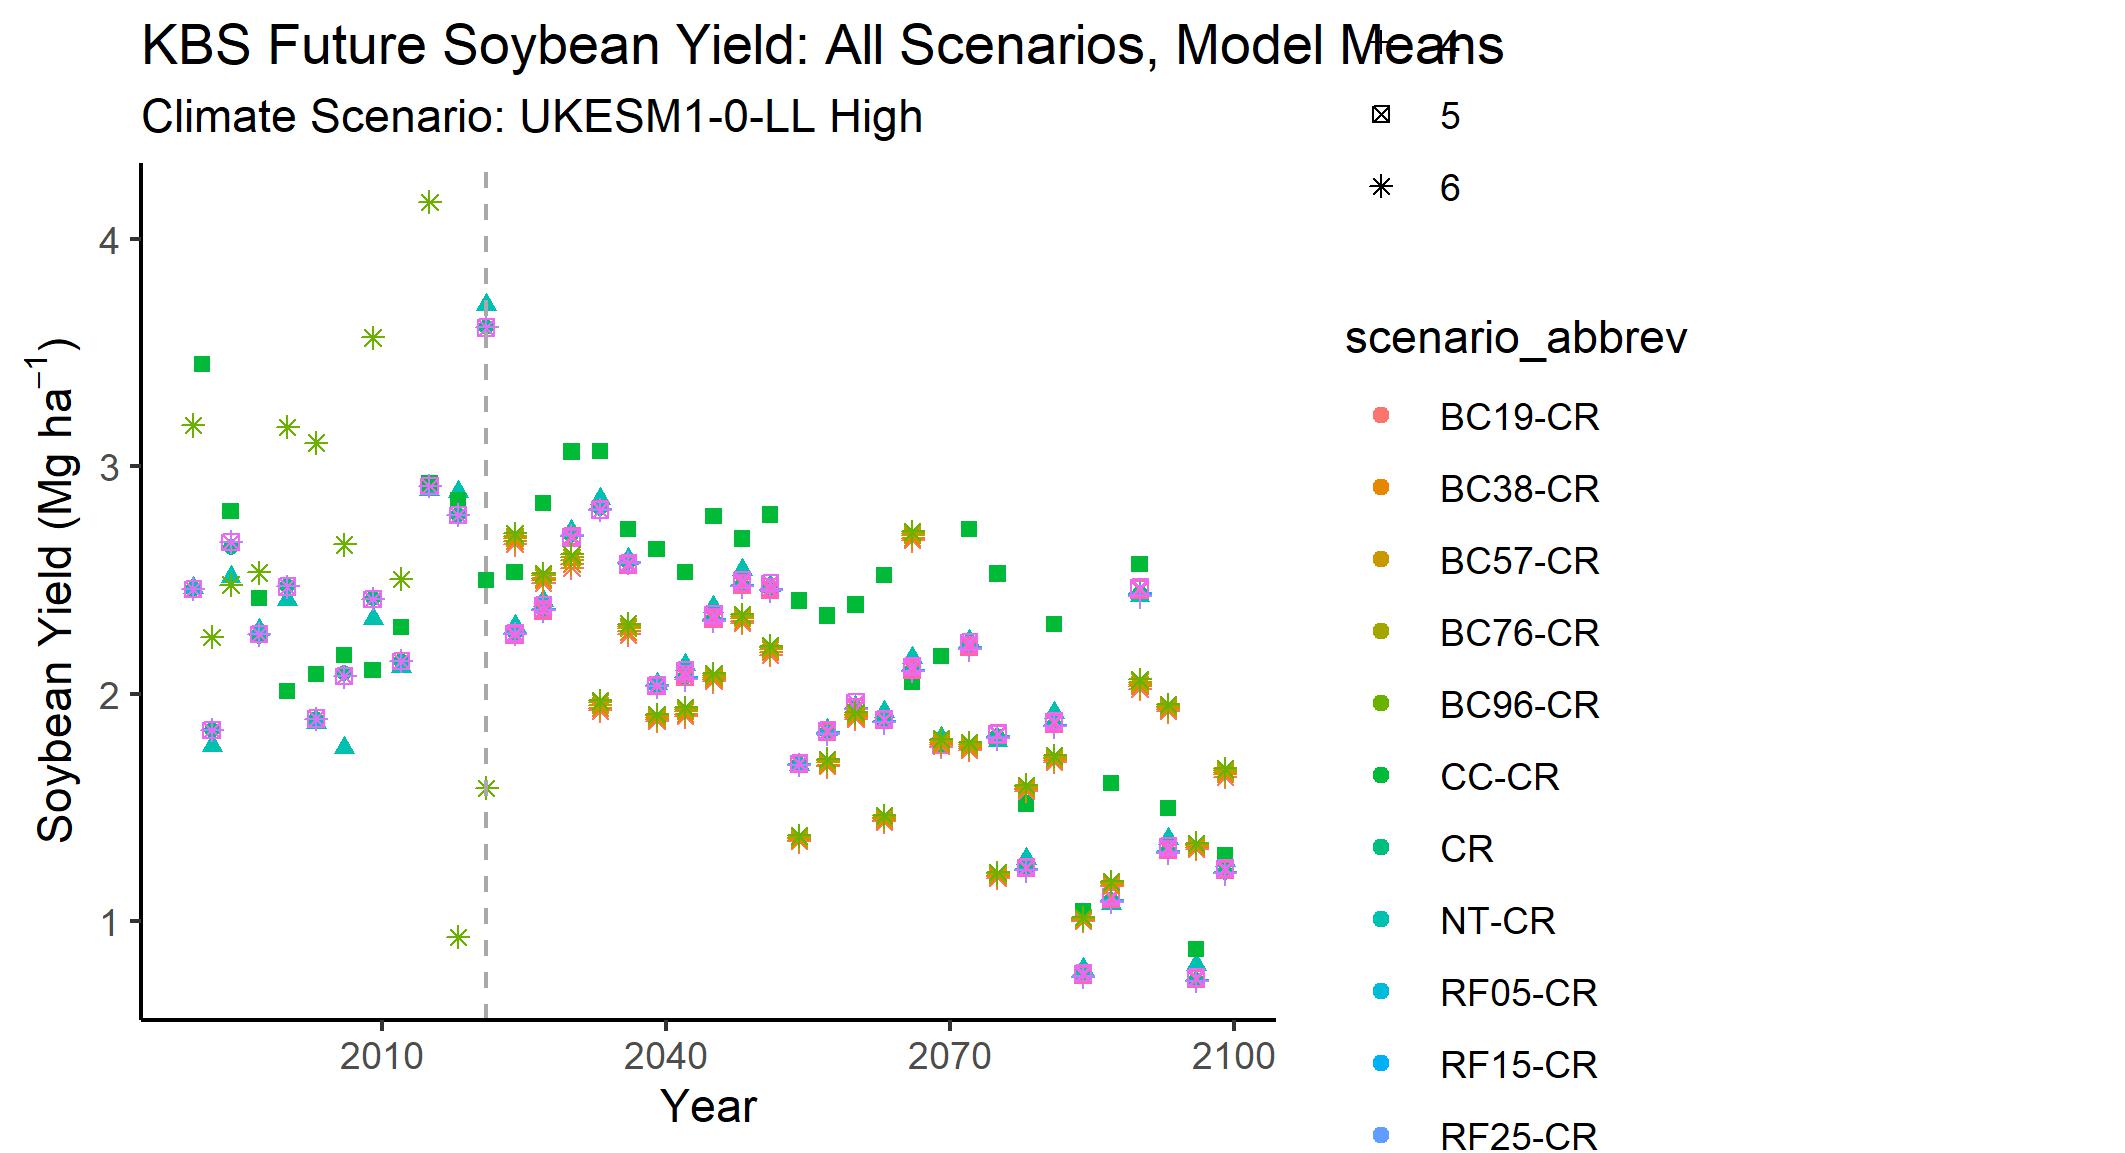 KBS Future Soybean Yield: All Scenarios, Model Means
Climate Scenario: UKESM1-0-LL High
4
5
6
scenario_abbrev
BC19-CR
BC38-CR
BC57-CR
BC76-CR
BC96-CR
CC-CR
CR
NT-CR
RF05-CR
RF15-CR
RF25-CR
Soybean Yield (Mg ha⁻¹)
4
3
2
1
2010
2040
2070
2100
Year